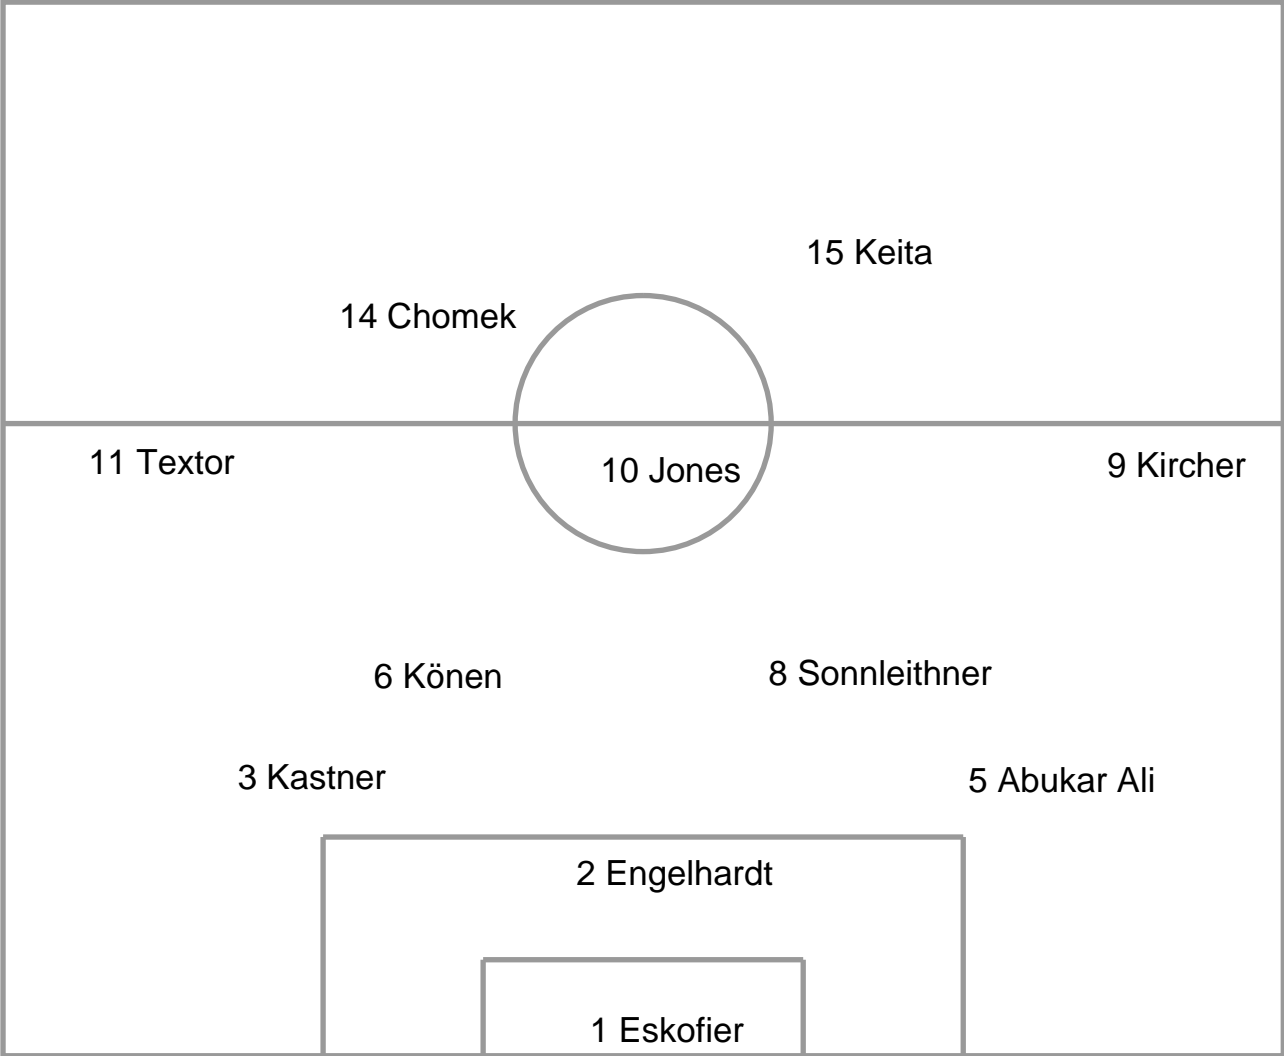 15 Keita
14 Chomek
11 Textor
10 Jones
9 Kircher
6 Könen
8 Sonnleithner
3 Kastner
5 Abukar Ali
2 Engelhardt
1 Eskofier